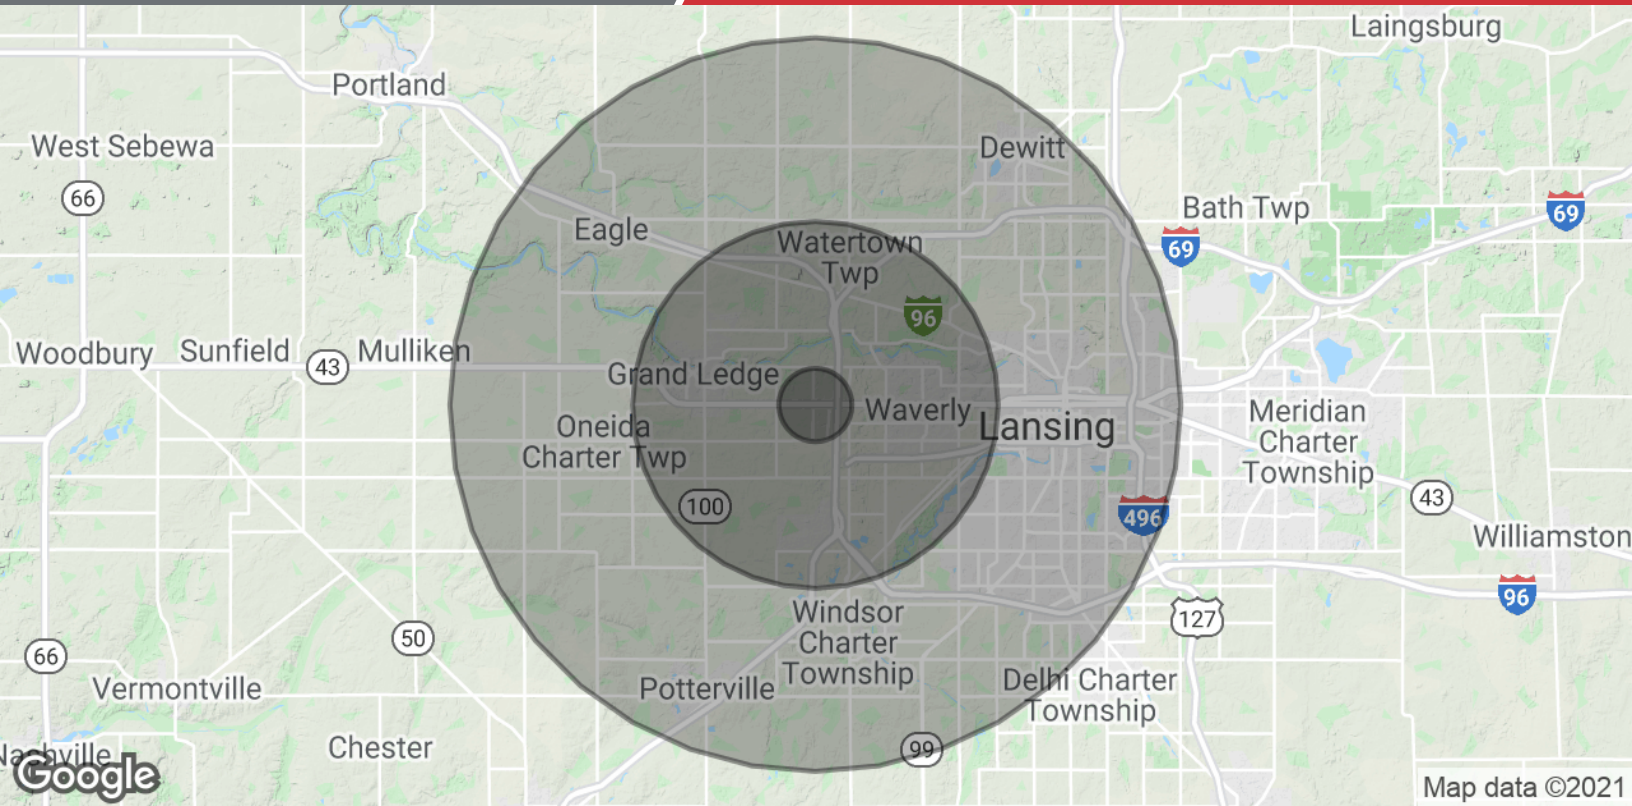 Laingsburg
Portland
West Sebewa
Dewitt
66
Bath Twp
69
Eagle
Watertown
Twp
69
96
Woodbury
Sunfield
43
Mulliken
Grand Ledge
Waverly
Lansing
Meridian
Charter
Township
Oneida
Charter Twp
100
496
43
Williamston
96
Windsor
Charter
Township
127
50
66
Vermontville
Potterville
Delhi Charter
Township
Chester
99
Nashville
Google
Map data ©2021